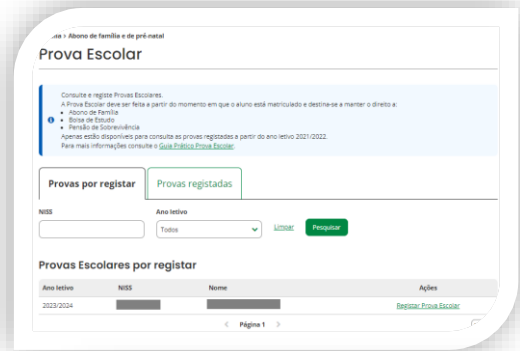 Abono de família e de pré-natal
Prova Escolar
Consulte e registe Provas Escolares.
A Prova Escolar deve ser feita a partir do momento em que o aluno está matriculado e destina-se a manter o direito a:
• Abono de Família
• Bolsa de Estudo
• Pensão de Sobrevivência
Apenas estão disponíveis para consulta as provas registadas a partir do ano letivo 2021/2022.
Para mais informações consulte o Guia Prático Prova Escolar.
Provas por registar Provas registadas
NISS Ano letivo
Todos Limpar Pesquisar
Provas Escolares por registar
Ano letivo NISS Nome Ações
2023/2024 Registar Prova Escolar
< Página 1 >